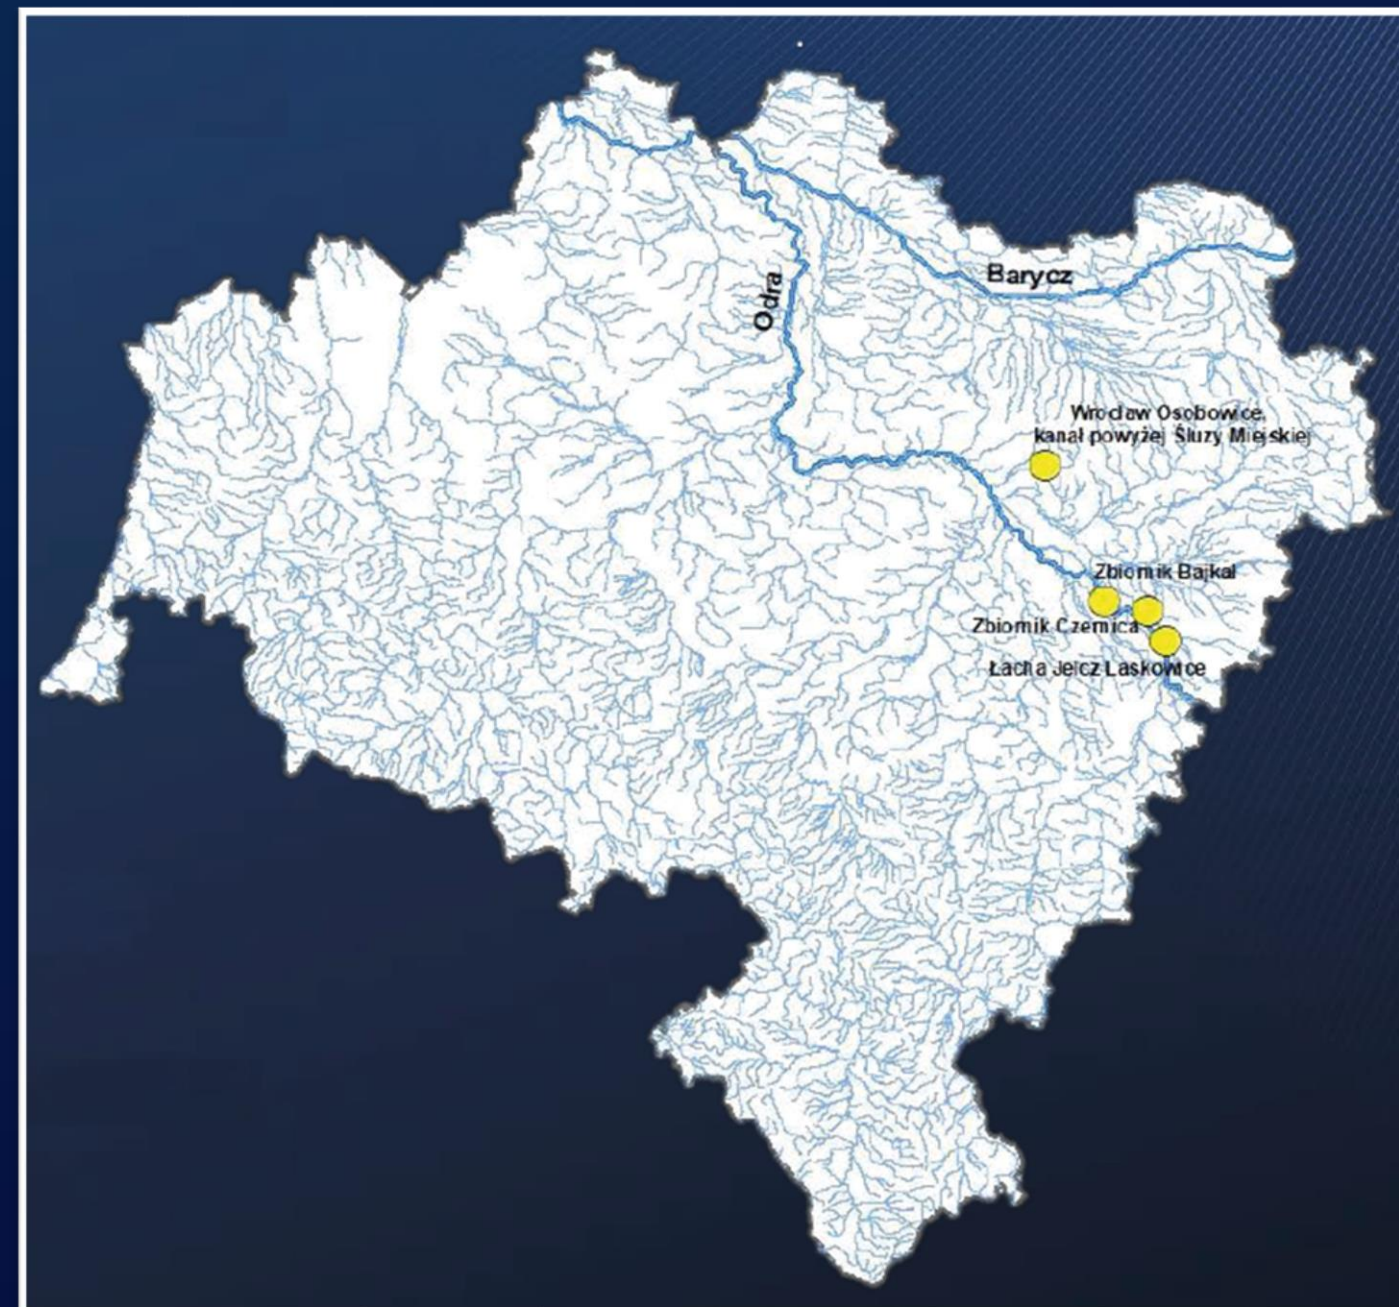 Barycz
Odra
Wrocław Osobowice,
kanał powyżej Śluzy Miejskiej
Zbiornik Bajkał
Zbiornik Czernica
Łacha Jelcz Laskowice